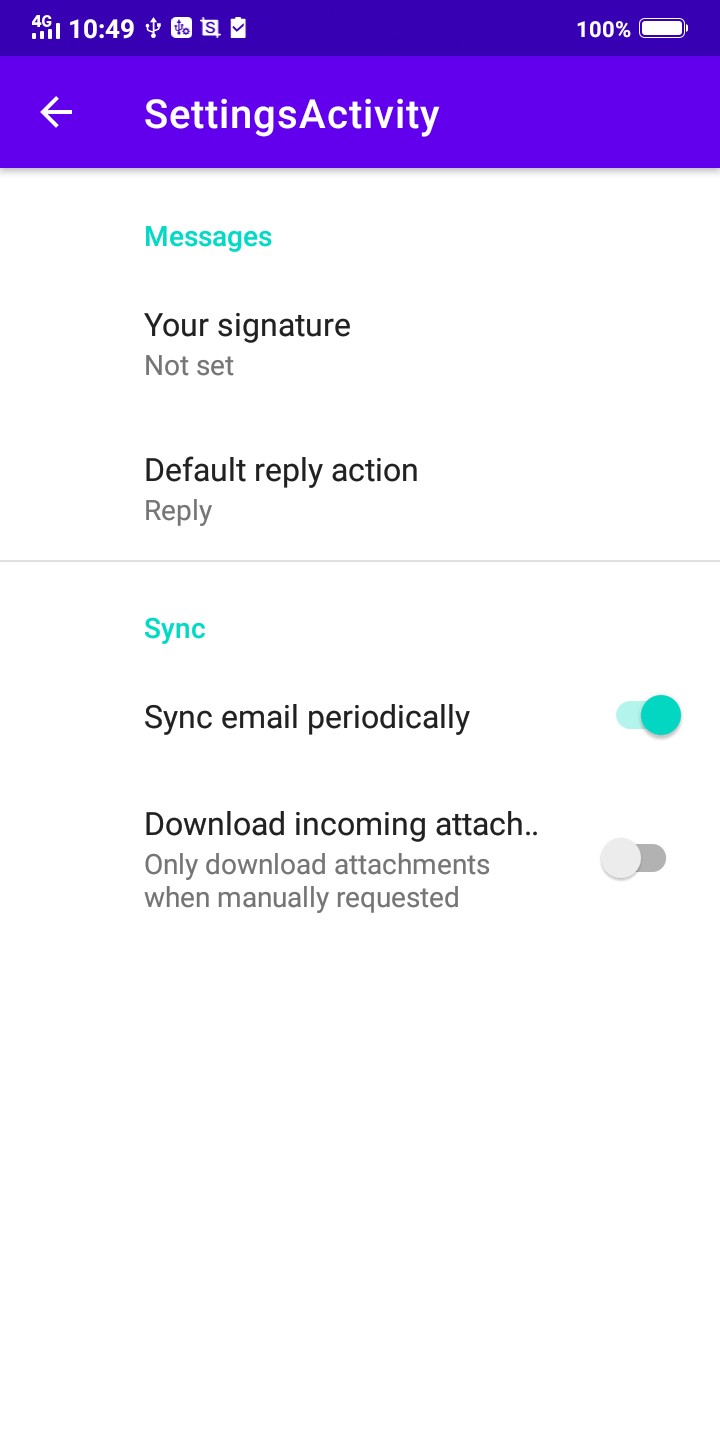 4G 10:49 100%
SettingsActivity
Messages
Your signature
Not set
Default reply action
Reply
Sync
Sync email periodically
Download incoming attach..
Only download attachments
when manually requested